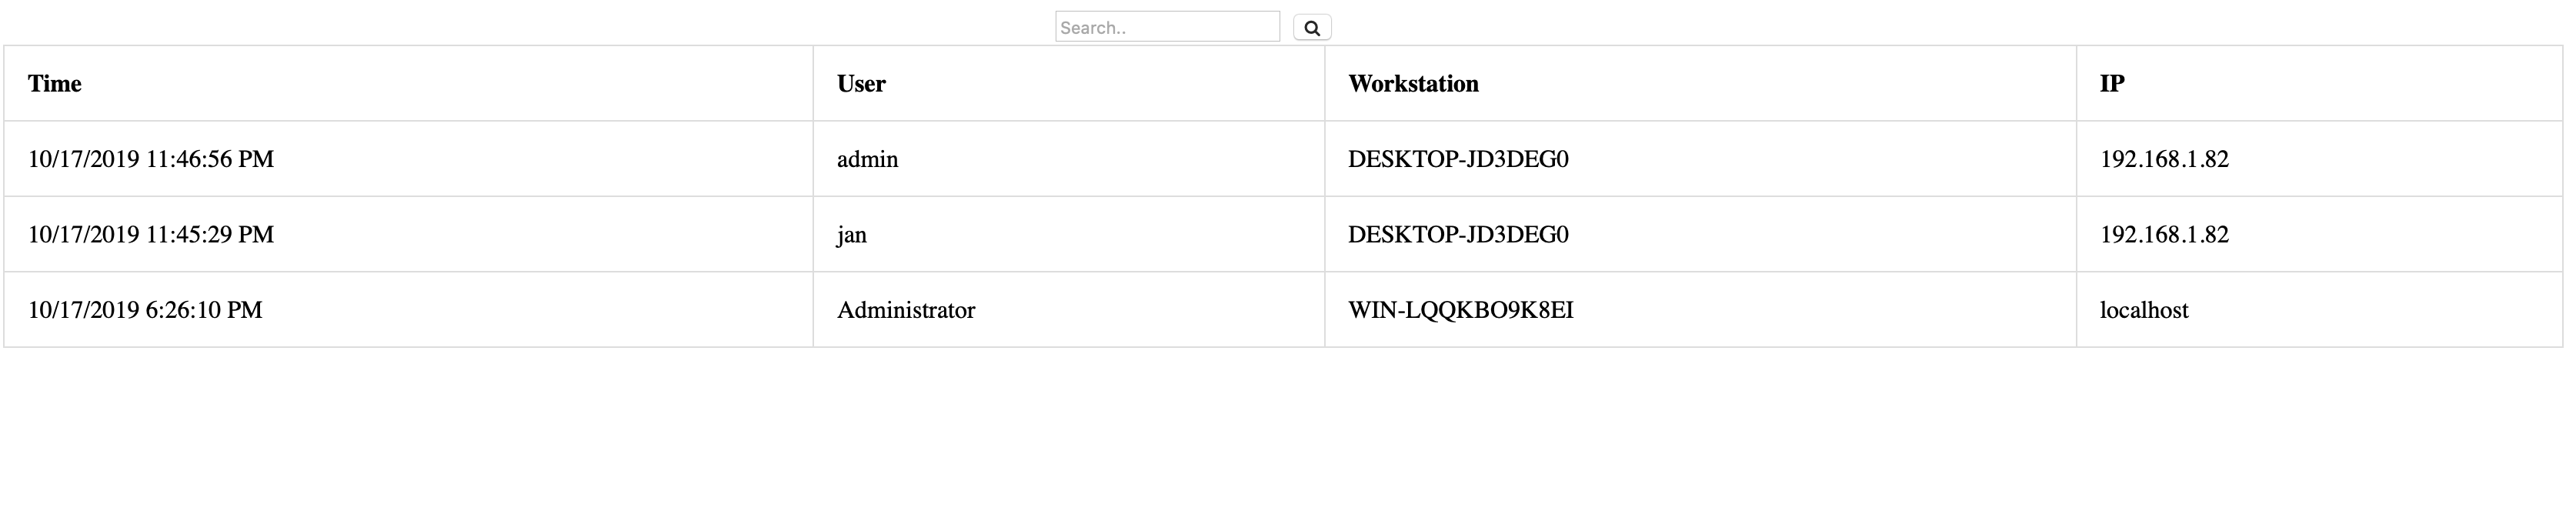 Search..
Time User Workstation IP
10/17/2019 11:46:56 PM admin DESKTOP-JD3DEG0 192.168.1.82
10/17/2019 11:45:29 PM jan DESKTOP-JD3DEG0 192.168.1.82
10/17/2019 6:26:10 PM Administrator WIN-LQQKBO9K8EI localhost